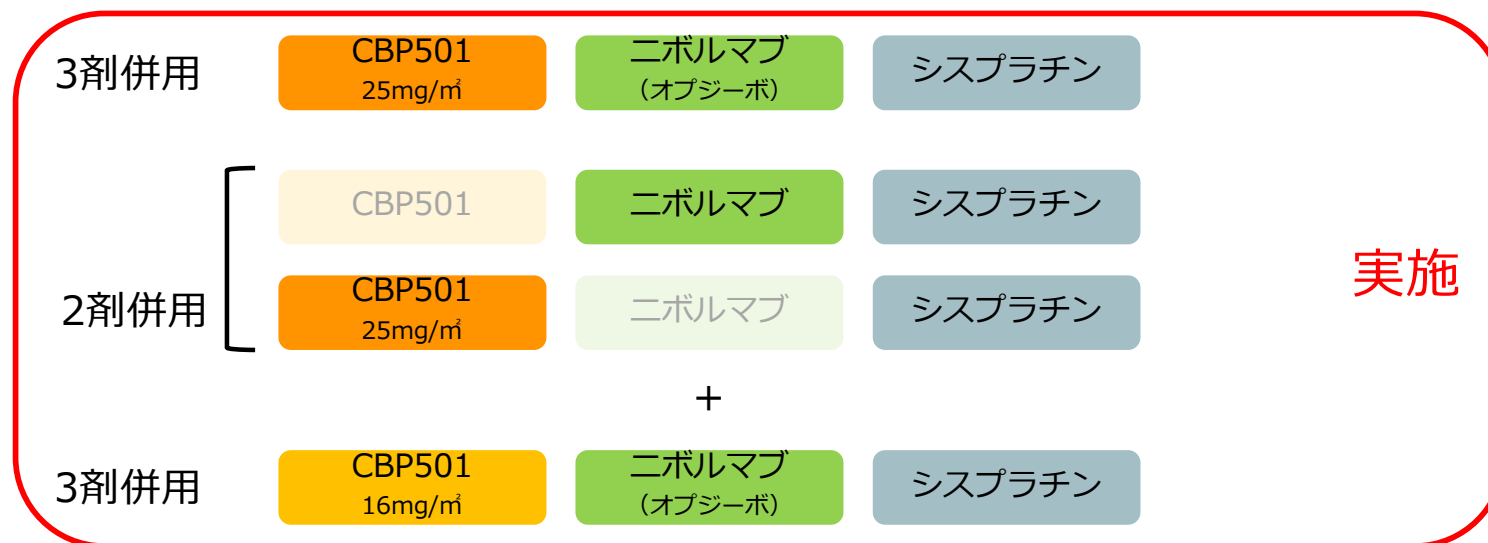 3剤併用
CBP501
25mg/㎡
ニボルマブ
（オプジーボ）
シスプラチン
2剤併用
CBP501
ニボルマブ
シスプラチン
CBP501
25mg/㎡
ニボルマブ
シスプラチン
実施
+
3剤併用
CBP501
16mg/㎡
ニボルマブ
（オプジーボ）
シスプラチン